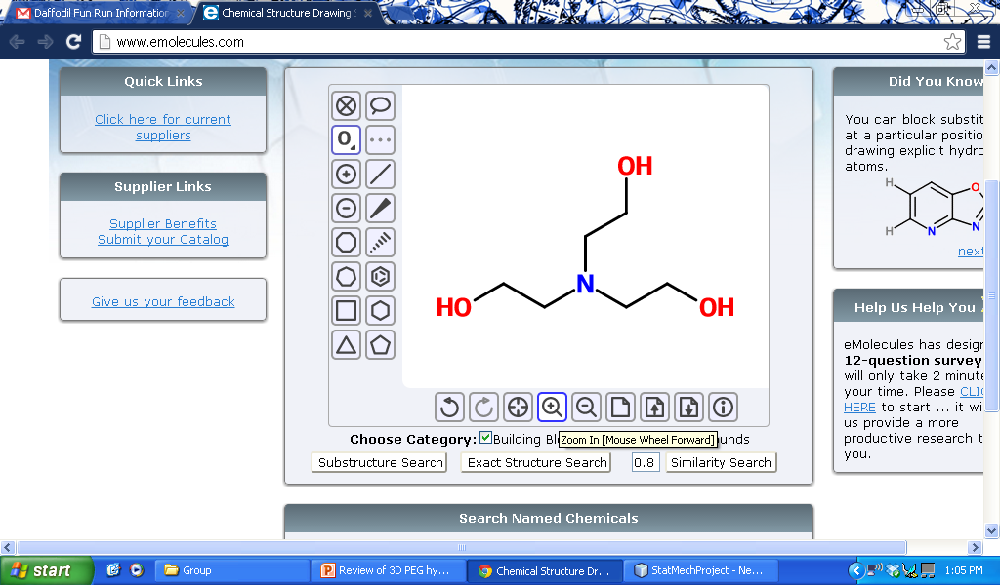 Daffodil Fun Run Information
Chemical Structure Drawing
www.emolecules.com
Quick Links
Click here for current
suppliers
Supplier Links
Supplier Benefits
Submit your Catalog
Give us your feedback
O
OH
HO
N
OH
Choose Category: Building Bl
Zoom In [Mouse Wheel Forward]
unds
Substructure Search
Exact Structure Search
0.8
Similarity Search
Search Named Chemicals
Did You Know
You can block substit
at a particular positio
drawing explicit hydro
atoms.
H
O
H
N
N
next
Help Us Help You
eMolecules has design
12-question survey
will only take 2 minute
your time. Please CLI
HERE to start ... it wi
us provide a more
productive research t
you.
start
Group
Review of 3D PEG hy...
Chemical Structure Dr...
StatMechProject - Ne...
1:05 PM